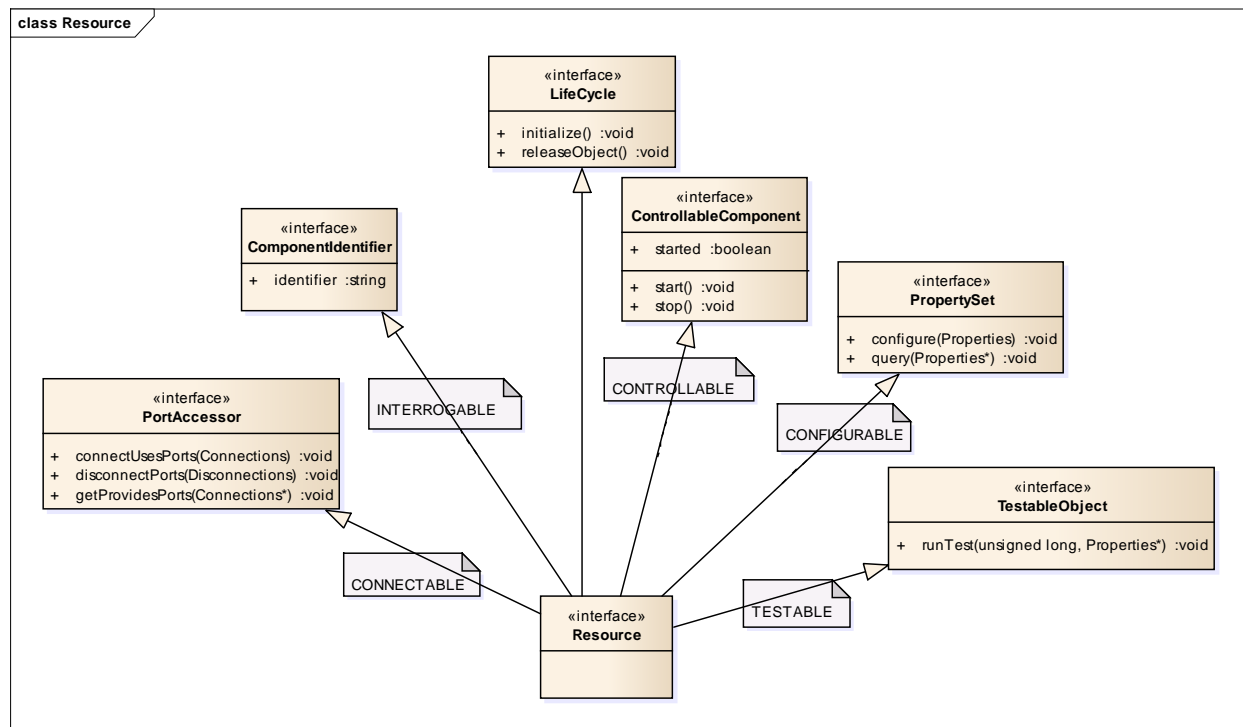 class Resource
«interface»
LifeCycle
+ initialize() :void
+ releaseObject() :void
«interface»
ControllableComponent
+ started :boolean
+ start() :void
+ stop() :void
«interface»
ComponentIdentifier
+ identifier :string
«interface»
PropertySet
+ configure(Properties) :void
+ query(Properties*) :void
«interface»
PortAccessor
+ connectUsesPorts(Connections) :void
+ disconnectPorts(Disconnections) :void
+ getProvidesPorts(Connections*) :void
INTERROGABLE
CONTROLLABLE
CONFIGURABLE
«interface»
TestableObject
+ runTest(unsigned long, Properties*) :void
CONNECTABLE
TESTABLE
«interface»
Resource